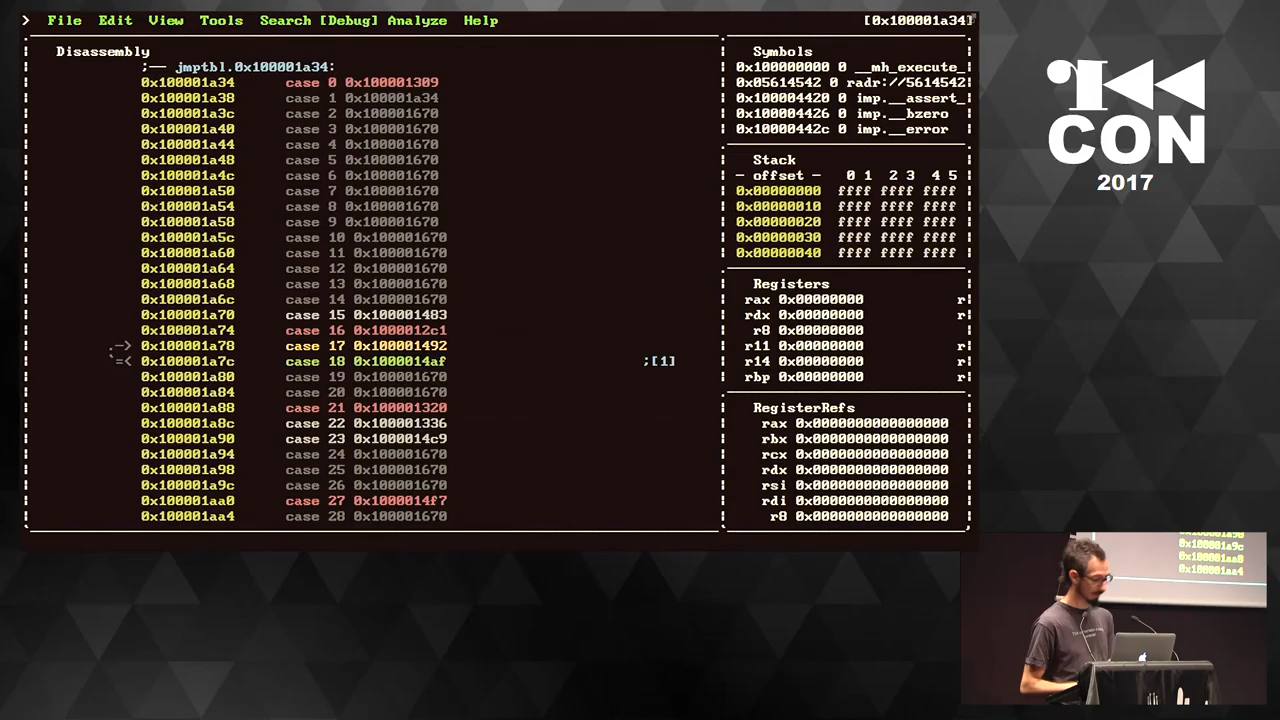 > File Edit View Tools Search [Debug] Analyze Help [0x100001a34]
Disassembly
;-- jmptbl.0x100001a34:
0x100001a34 case 0 0x100001309
0x100001a38 case 1 0x100001a34
0x100001a3c case 2 0x100001670
0x100001a40 case 3 0x100001670
0x100001a44 case 4 0x100001670
0x100001a48 case 5 0x100001670
0x100001a4c case 6 0x100001670
0x100001a50 case 7 0x100001670
0x100001a54 case 8 0x100001670
0x100001a58 case 9 0x100001670
0x100001a5c case 10 0x100001670
0x100001a60 case 11 0x100001670
0x100001a64 case 12 0x100001670
0x100001a68 case 13 0x100001670
0x100001a6c case 14 0x100001670
0x100001a70 case 15 0x100001403
0x100001a74 case 16 0x1000012c1
.-> 0x100001a78 case 17 0x100001492
`=< 0x100001a7c case 18 0x1000014af ;[1]
0x100001a80 case 19 0x100001670
0x100001a84 case 20 0x100001670
0x100001a88 case 21 0x100001320
0x100001a8c case 22 0x100001336
0x100001a90 case 23 0x1000014c9
0x100001a94 case 24 0x100001670
0x100001a98 case 25 0x100001670
0x100001a9c case 26 0x100001670
0x100001aa0 case 27 0x1000014f7
0x100001aa4 case 28 0x100001670
Symbols
0x100000000 0 __mh_execute_
0x05614542 0 radr://5614542
0x100004420 0 imp.__assert_
0x100004426 0 imp.__bzero
0x10000442c 0 imp.__error
Stack
- offset - 0 1 2 3 4 5
0x00000000 ffff ffff ffff
0x00000010 ffff ffff ffff
0x00000020 ffff ffff ffff
0x00000030 ffff ffff ffff
0x00000040 ffff ffff ffff
Registers
rax 0x00000000 r
rdx 0x00000000 r
r8 0x00000000
r11 0x00000000 r
r14 0x00000000 r
rbp 0x00000000 r
RegisterRefs
rax 0x0000000000000000
rbx 0x0000000000000000
rcx 0x0000000000000000
rdx 0x0000000000000000
rsi 0x0000000000000000
rdi 0x0000000000000000
r8 0x0000000000000000
CON
2017
0x100001a9c
0x100001aa4